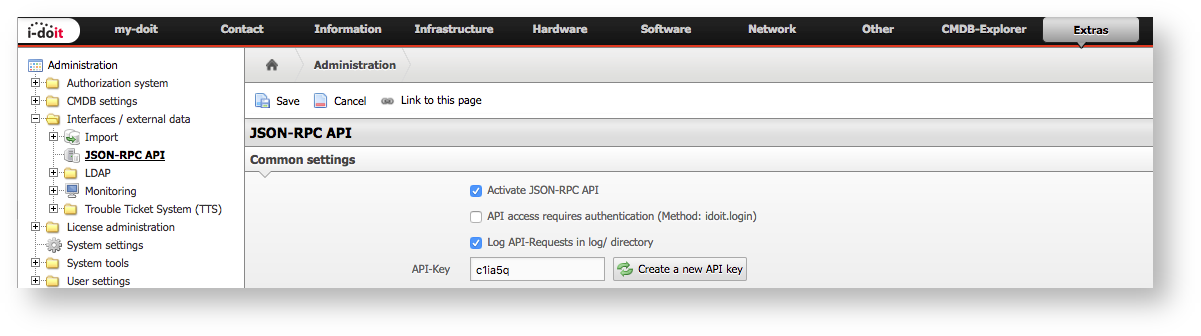 i-doit my-doit Contact Information Infrastructure Hardware Software Network Other CMDB-Explorer Extras
Administration
Authorization system
CMDB settings
Interfaces / external data
Import
JSON-RPC API
LDAP
Monitoring
Trouble Ticket System (TTS)
License administration
System settings
System tools
User settings
Administration
Save Cancel Link to this page
JSON-RPC API
Common settings
Activate JSON-RPC API
API access requires authentication (Method: idoit.login)
Log API-Requests in log/ directory
API-Key c1ia5q Create a new API key